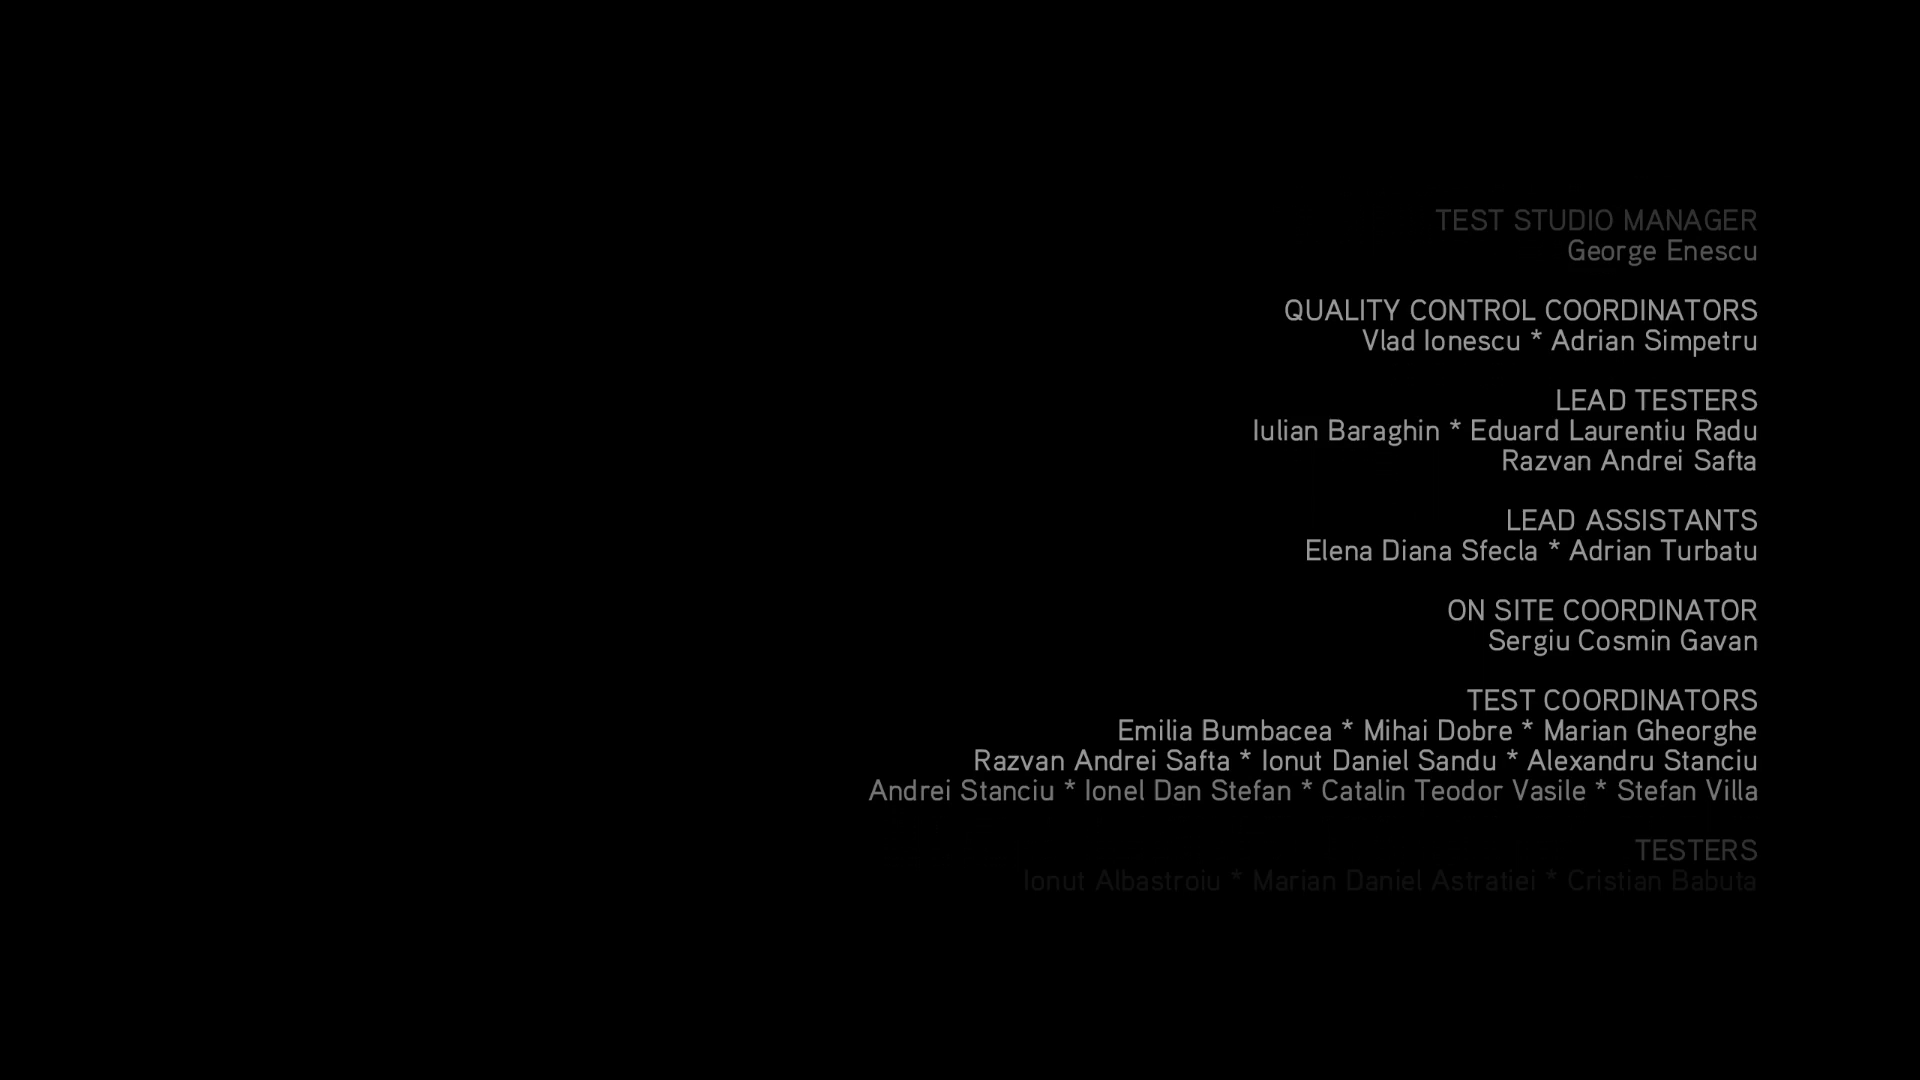 TEST STUDIO MANAGER
George Enescu
QUALITY CONTROL COORDINATORS
Vlad Ionescu * Adrian Simpetru
LEAD TESTERS
Iulian Baraghin * Eduard Laurentiu Radu
Razvan Andrei Safta
LEAD ASSISTANTS
Elena Diana Sfecla * Adrian Turbatu
ON SITE COORDINATOR
Sergiu Cosmin Gavan
TEST COORDINATORS
Emilia Bumbacea * Mihai Dobre * Marian Gheorghe
Razvan Andrei Safta * Ionut Daniel Sandu * Alexandru Stanciu
Andrei Stanciu * Ionel Dan Stefan * Catalin Teodor Vasile * Stefan Villa
TESTERS
Ionut Albastroiu * Marian Daniel Astratiei * Cristian Babuta